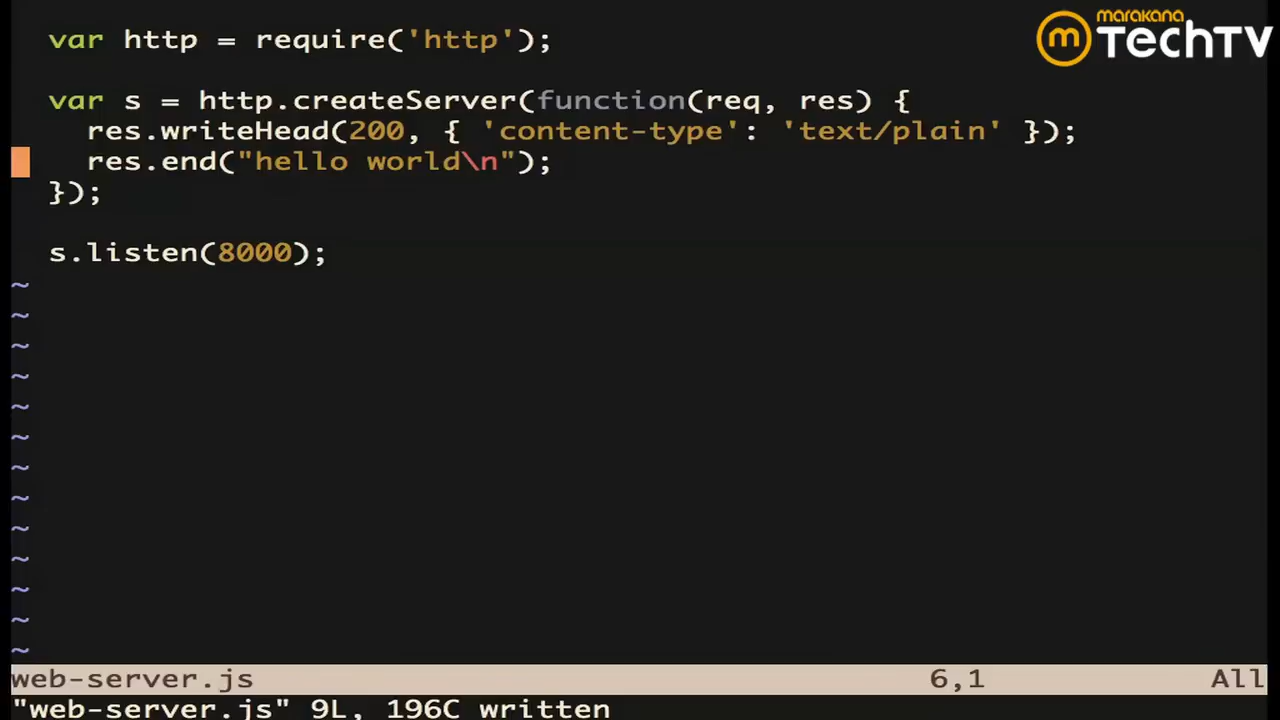 marakana
m TechTV
var http = require('http');
var s = http.createServer(function(req, res) {
  res.writeHead(200, { 'content-type': 'text/plain' });
  res.end("hello world\n");
});
s.listen(8000);
~
~
~
~
~
~
~
~
~
~
~
~
~
web-server.js 6,1 All
"web-server.js" 9L, 196C written